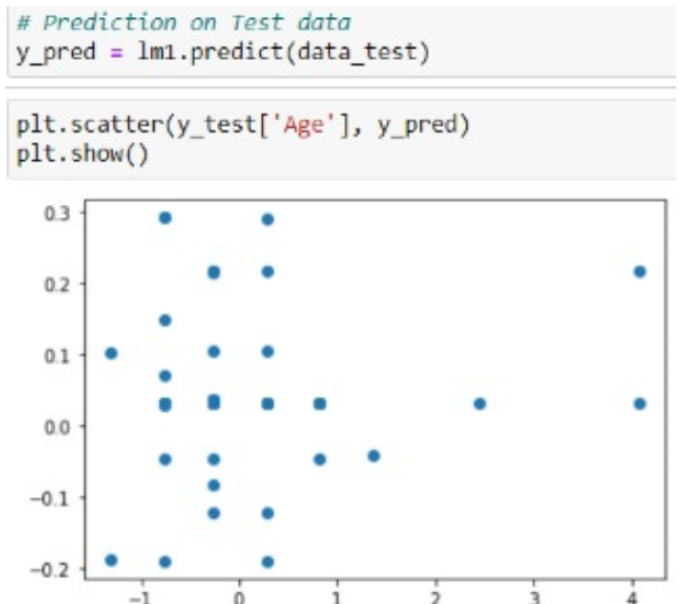 # Prediction on Test data
y_pred = lm1.predict(data_test)
plt.scatter(y_test['Age'], y_pred)
plt.show()
0.3
0.2
0.1
0.0
−0.1
−0.2
−1 0 1 2 3 4